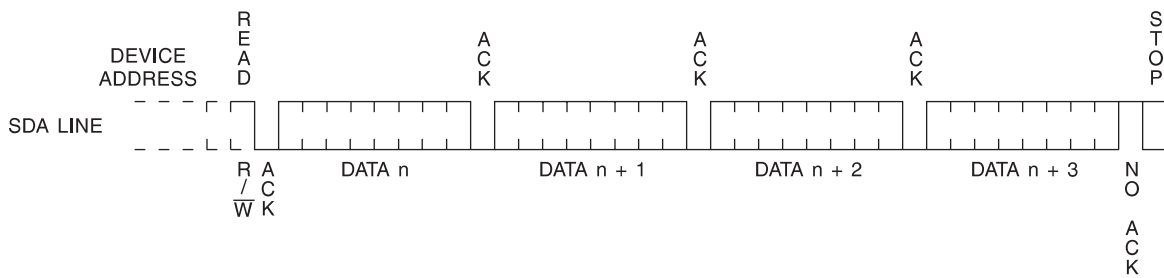 READ
ACK
ACK
ACK
STOP
DEVICE
ADDRESS
SDA LINE
R/W
ACK
DATA n
DATA n + 1
DATA n + 2
DATA n + 3
NO ACK